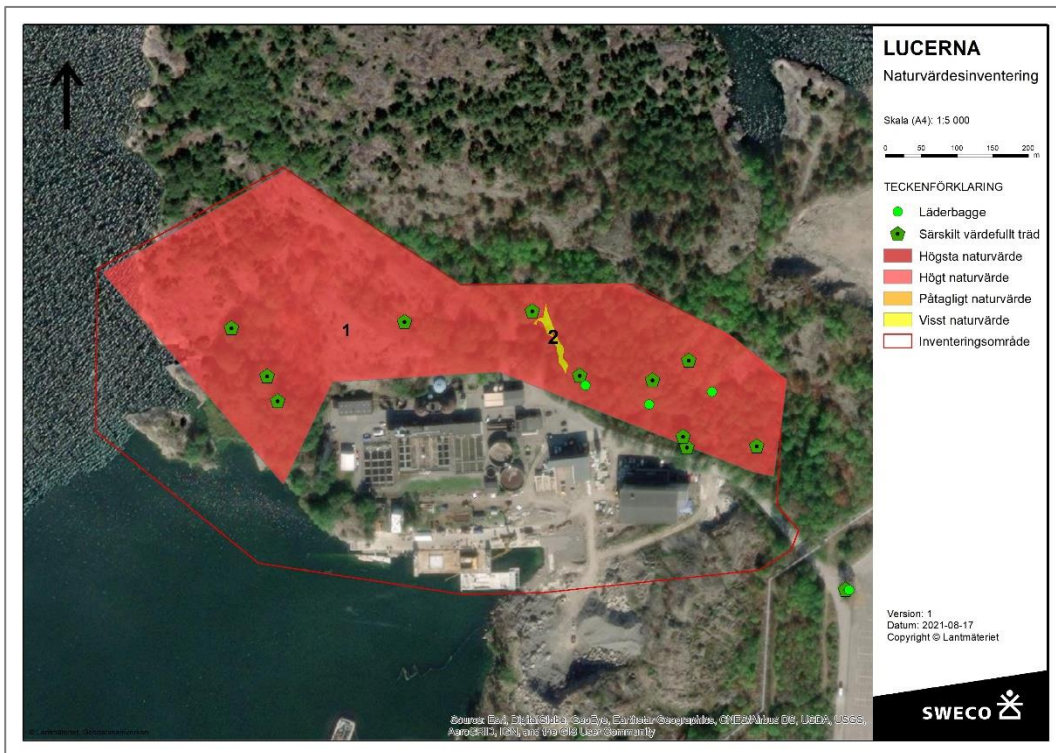 LUCERNA
Naturvärdesinventering
Skala (A4): 1:5 000
0 50 100 150 200
m
TECKENFÖRKLARING
Läderbagge
Särskilt värdefullt träd
Högsta naturvärde
Högt naturvärde
Påtagligt naturvärde
Visst naturvärde
Inventeringsområde
1
2
Version: 1
Datum: 2021-08-17
Copyright © Lantmäteriet
SWECO
Source: Esri, DigitalGlobe, GeoEye, Earthstar Geographics, CNES/Airbus DS, USDA, USGS,
AeroGRID, IGN, and the GIS User Community